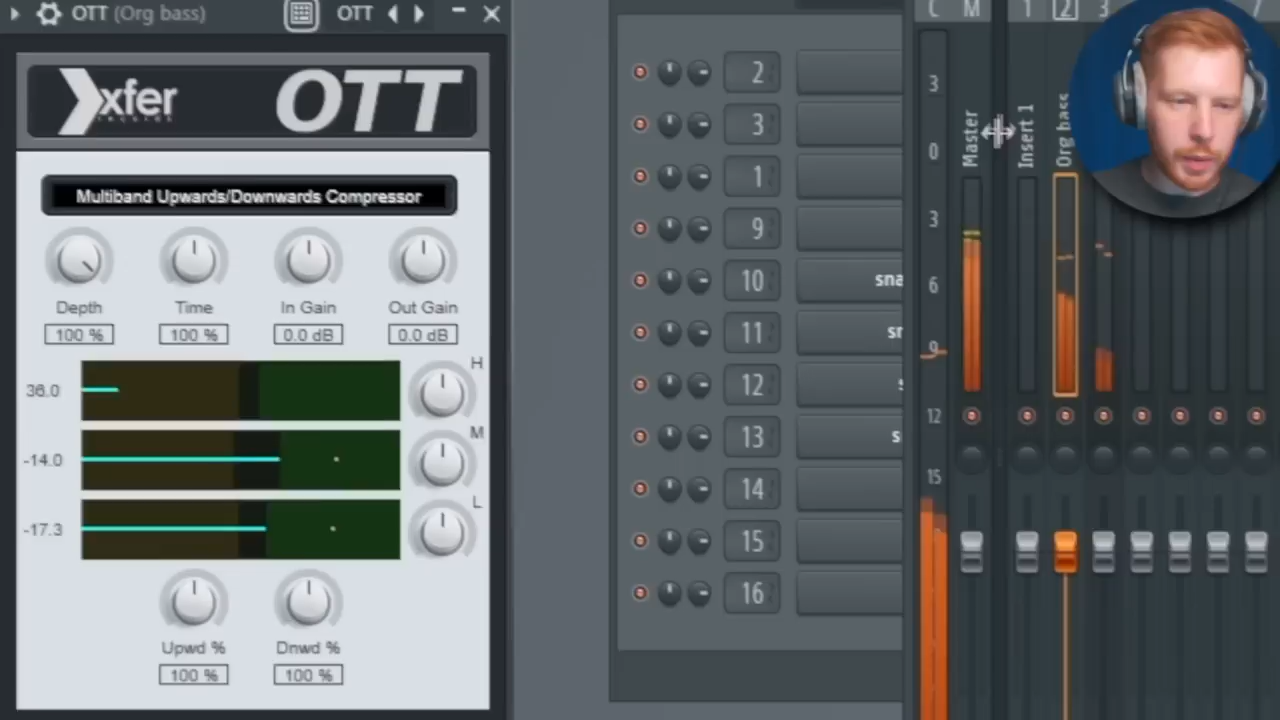 OTT (Org bass) OTT
xfer OTT
Multiband Upwards/Downwards Compressor
Depth Time In Gain Out Gain
100 % 100 % 0.0 dB 0.0 dB
H
36.0
M
-14.0
L
-17.3
Upwd % Dnwd %
100 % 100 %
2
3
1
9
10 sna
11 sn
12 s
13 s
14
15
16
C M 1 2 3 7
3
0
3
6
9
12
15
Master
Insert 1
Org bass